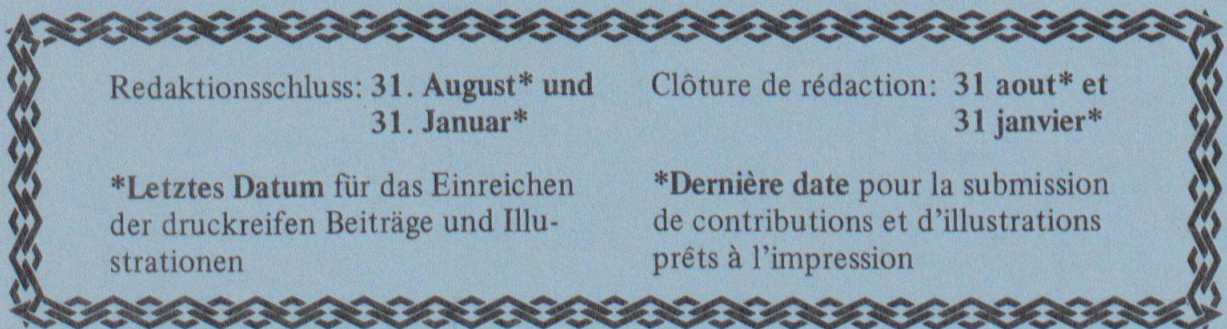 Redaktionsschluss: 31. August* und
31. Januar*
*Letztes Datum für das Einreichen
der druckreifen Beiträge und Illu-
strationen
Clôture de rédaction: 31 aout* et
31 janvier*
*Dernière date pour la submission
de contributions et d'illustrations
prêts à l'impression